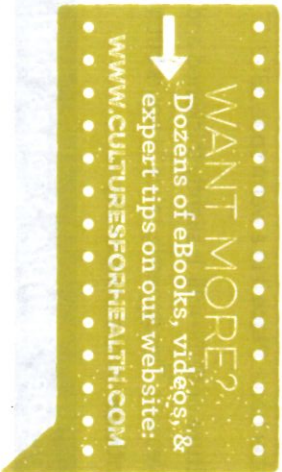 WANT MORE?
Dozens of eBooks, videos, &
expert tips on our website:
WWW.CULTURESFORHEALTH.COM